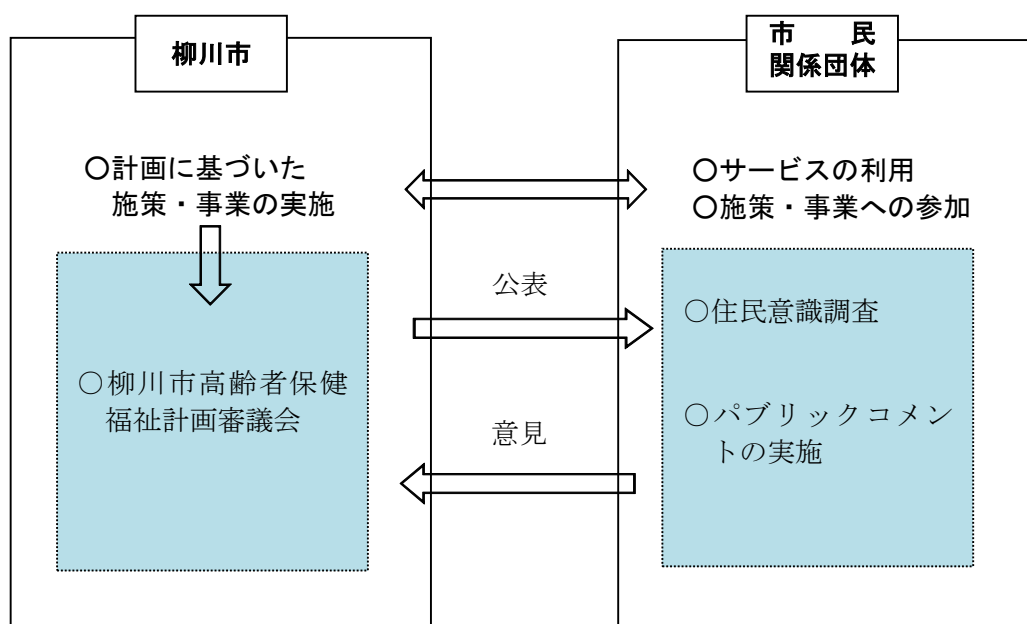 柳川市
市　　民
関係団体
○計画に基づいた
施策・事業の実施
○サービスの利用
○施策・事業への参加
公表
意見
○柳川市高齢者保健
福祉計画審議会
○住民意識調査
○パブリックコメン
トの実施